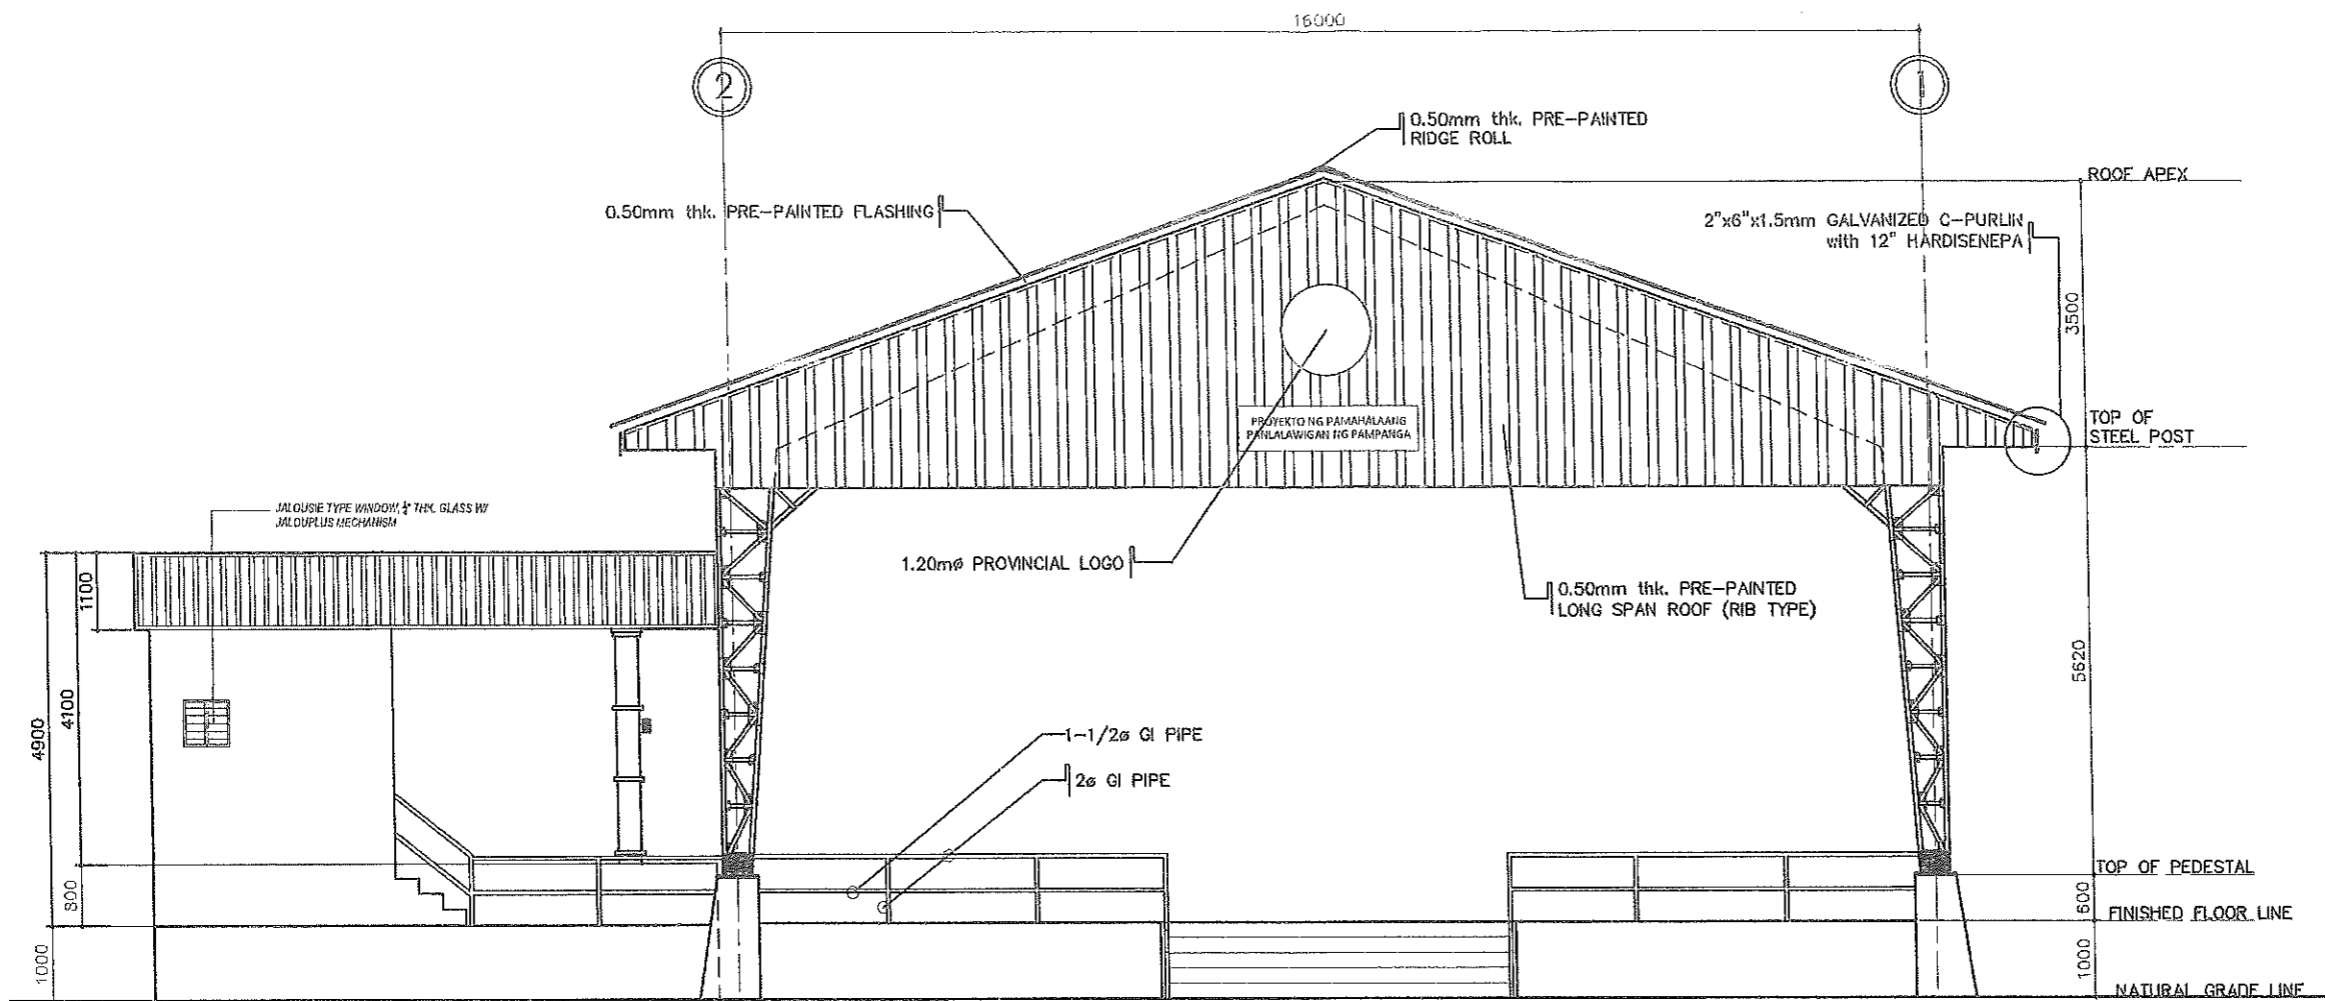 16000
2
1
0.50mm thk. PRE-PAINTED
RIDGE ROLL
ROOF APEX
0.50mm thk. PRE-PAINTED FLASHING
2"x6"x1.5mm GALVANIZED C-PURLIN
with 12" HARDISENEPA
3500
PROYEKTO NG PAMAHALAANG
PANLALAWIGAN NG PAMPANGA
TOP OF
STEEL POST
JALOUSIE TYPE WINDOW, ¼" THK. GLASS W/
JALOUPLUS MECHANISM
1.20mø PROVINCIAL LOGO
0.50mm thk. PRE-PAINTED
LONG SPAN ROOF (RIB TYPE)
1100
4100
4900
5620
1-1/2ø GI PIPE
2ø GI PIPE
TOP OF PEDESTAL
800
600
FINISHED FLOOR LINE
1000
1000
NATURAL GRADE LINE